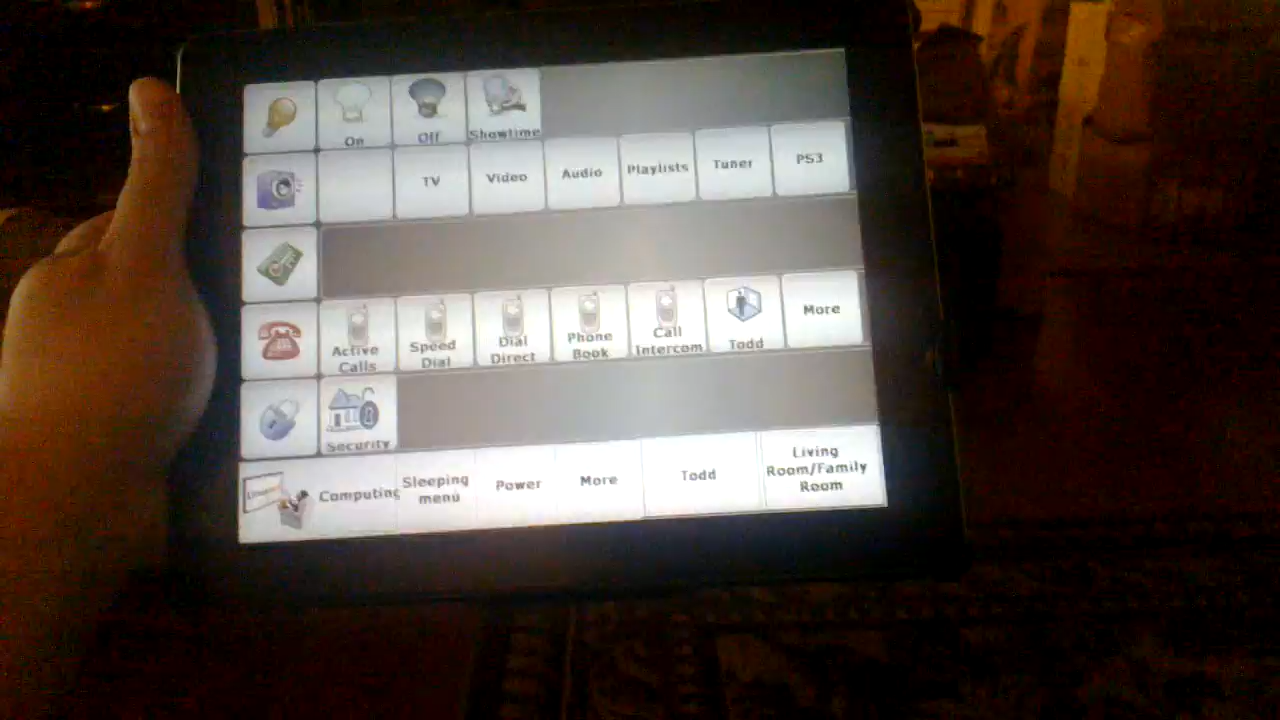 On
Off
Showtime
TV
Video
Audio
Playlists
Tuner
PS3
Active
Calls
Speed
Dial
Dial
Direct
Phone
Book
Call
Intercom
Todd
More
Security
Computing
Sleeping
menu
Power
More
Todd
Living
Room/Family
Room